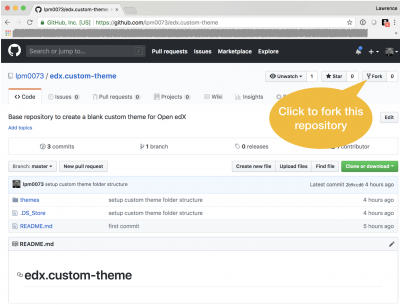 lpm0073/edx.custom-theme
Lawrence
GitHub, Inc. [US] | https://github.com/lpm0073/edx.custom-theme
Search or jump to...
Pull requests Issues Marketplace Explore
lpm0073 / edx.custom-theme
Unwatch 1 Star 0 Fork 0
Code Issues 0 Pull requests 0 Projects 0 Wiki Insights
Click to fork this
repository
Base repository to create a blank custom theme for Open edX
Edit
Add topics
3 commits 1 branch 0 releases contributor
Branch: master New pull request Create new file Upload files Find file Clone or download
lpm0073 setup custom theme folder structure
Latest commit 4 hours ago
themes setup custom theme folder structure 4 hours ago
.DS_Store setup custom theme folder structure 4 hours ago
README.md first commit 5 hours ago
README.md
edx.custom-theme